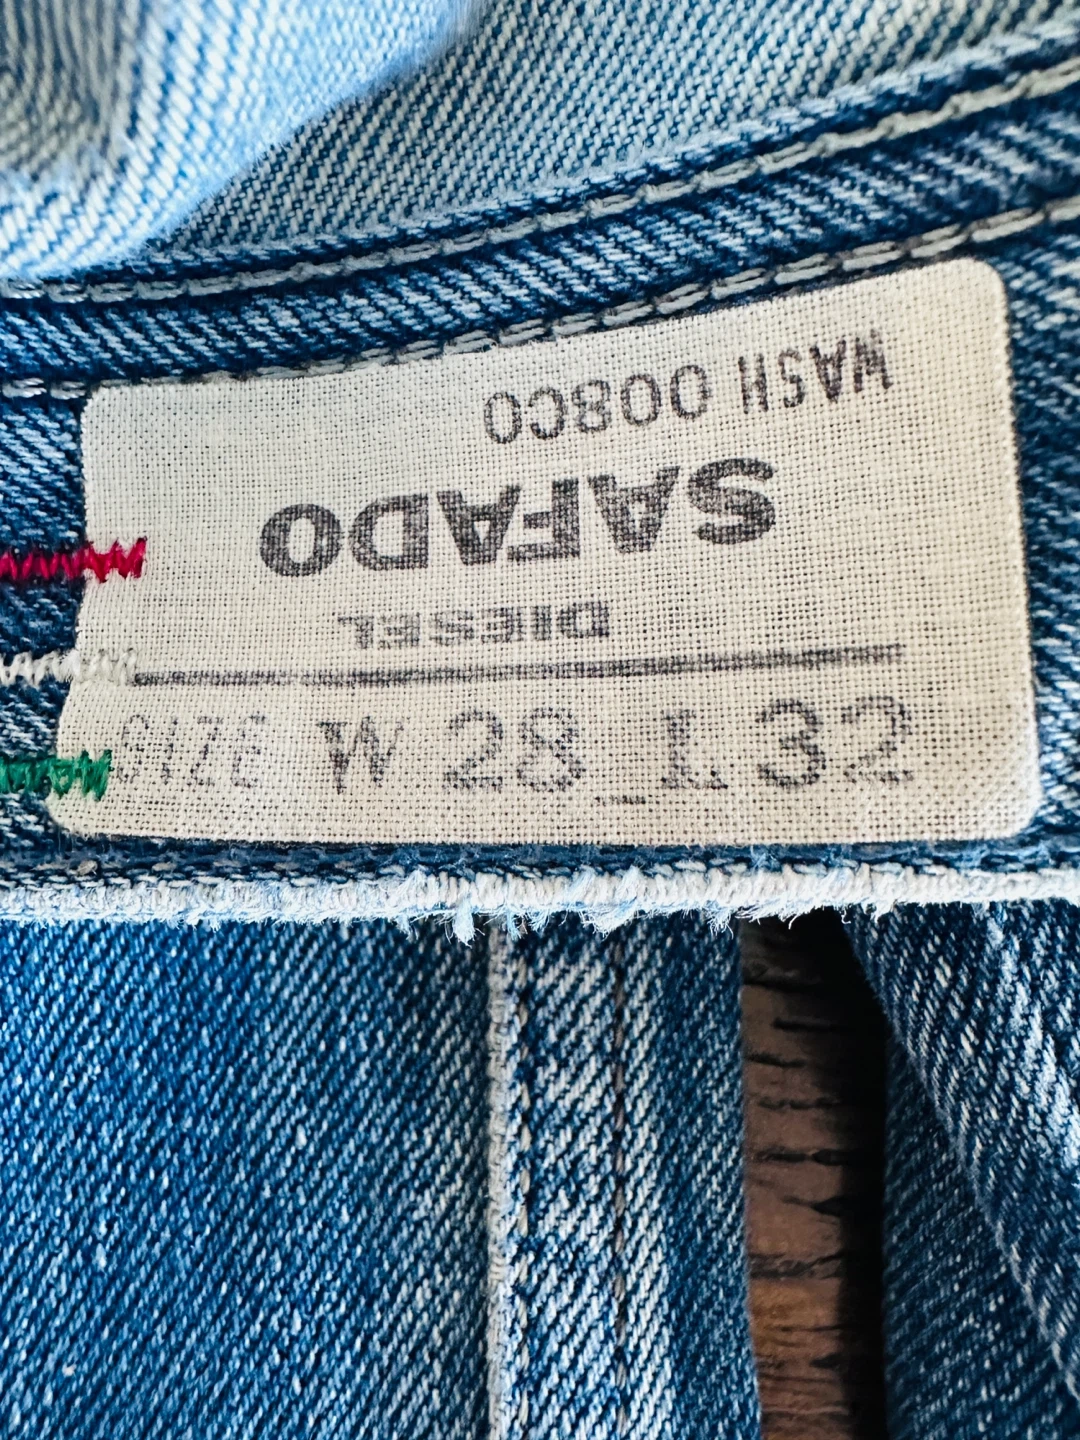 DIESEL
SAFADO
WASH 008C0
SIZE W 28 L 32